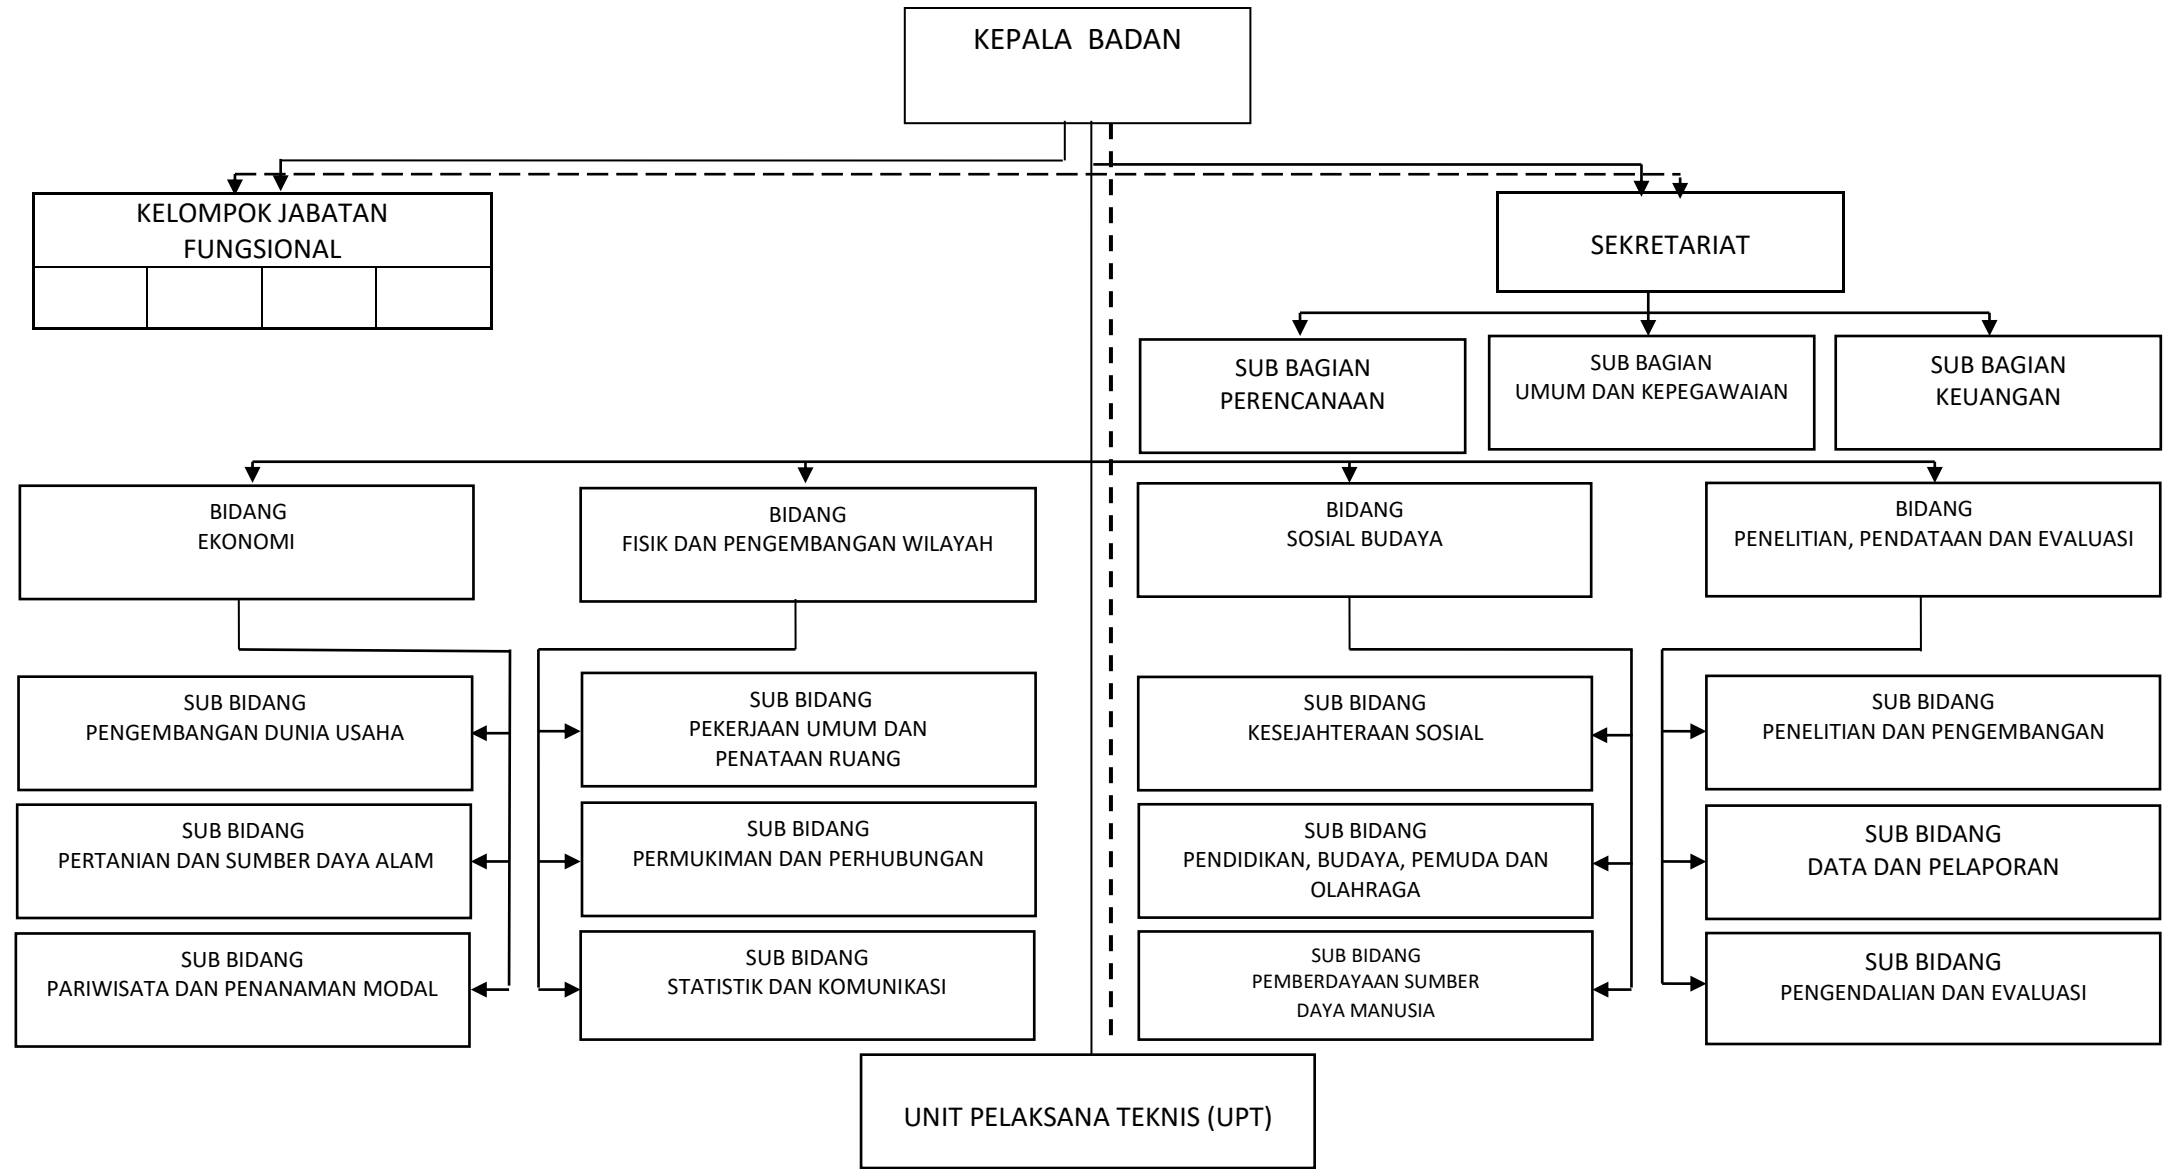 KEPALA BADAN
KELOMPOK JABATAN
FUNGSIONAL
SEKRETARIAT
SUB BAGIAN
PERENCANAAN
SUB BAGIAN
UMUM DAN KEPEGAWAIAN
SUB BAGIAN
KEUANGAN
BIDANG
EKONOMI
BIDANG
FISIK DAN PENGEMBANGAN WILAYAH
BIDANG
SOSIAL BUDAYA
BIDANG
PENELITIAN, PENDATAAN DAN EVALUASI
SUB BIDANG
PENGEMBANGAN DUNIA USAHA
SUB BIDANG
PEKERJAAN UMUM DAN
PENATAAN RUANG
SUB BIDANG
KESEJAHTERAAN SOSIAL
SUB BIDANG
PENELITIAN DAN PENGEMBANGAN
SUB BIDANG
PERTANIAN DAN SUMBER DAYA ALAM
SUB BIDANG
PERMUKIMAN DAN PERHUBUNGAN
SUB BIDANG
PENDIDIKAN, BUDAYA, PEMUDA DAN
OLAHRAGA
SUB BIDANG
DATA DAN PELAPORAN
SUB BIDANG
PARIWISATA DAN PENANAMAN MODAL
SUB BIDANG
STATISTIK DAN KOMUNIKASI
SUB BIDANG
PEMBERDAYAAN SUMBER
DAYA MANUSIA
SUB BIDANG
PENGENDALIAN DAN EVALUASI
UNIT PELAKSANA TEKNIS (UPT)